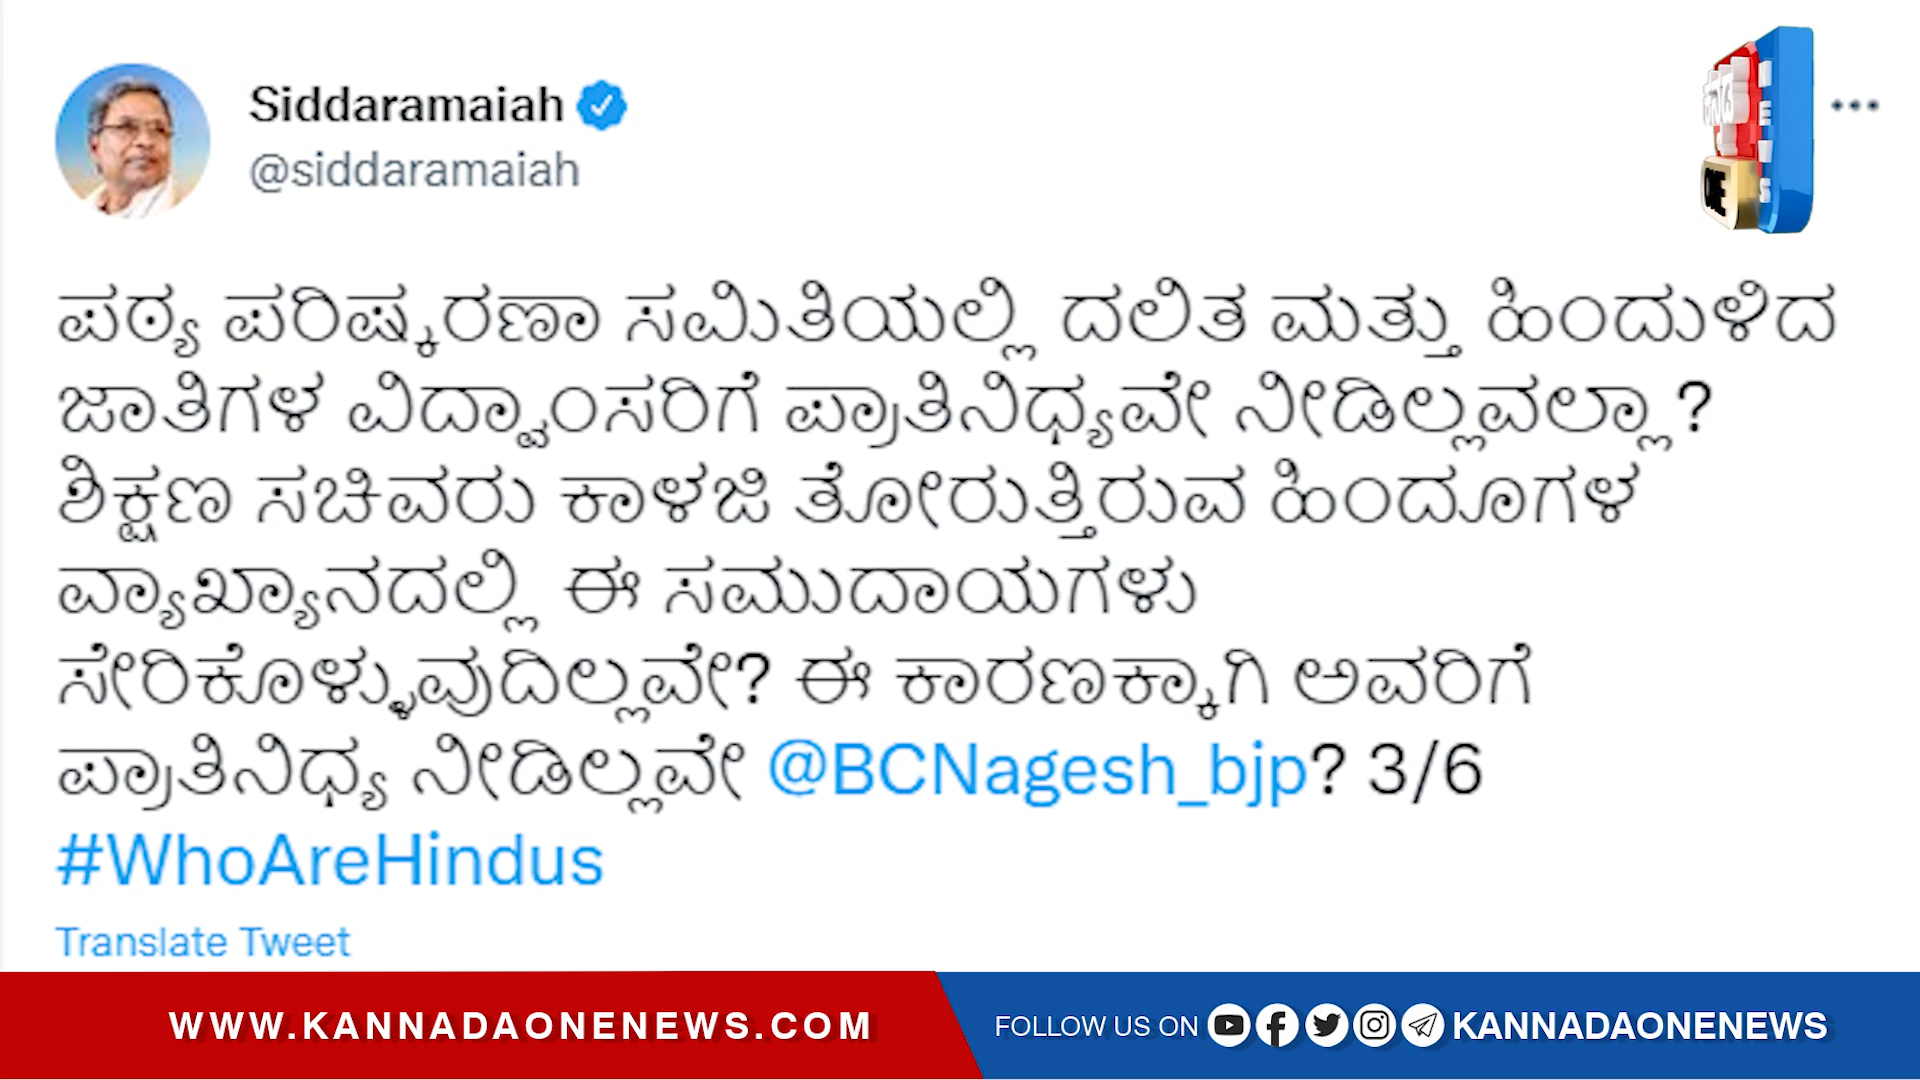 Siddaramaiah
@siddaramaiah
ಪಠ್ಯ ಪರಿಷ್ಕರಣಾ ಸಮಿತಿಯಲ್ಲಿ ದಲಿತ ಮತ್ತು ಹಿಂದುಳಿದ
ಜಾತಿಗಳ ವಿದ್ವಾಂಸರಿಗೆ ಪ್ರಾತಿನಿಧ್ಯವೇ ನೀಡಿಲ್ಲವಲ್ಲಾ?
ಶಿಕ್ಷಣ ಸಚಿವರು ಕಾಳಜಿ ತೋರುತ್ತಿರುವ ಹಿಂದೂಗಳ
ವ್ಯಾಖ್ಯಾನದಲ್ಲಿ ಈ ಸಮುದಾಯಗಳು
ಸೇರಿಕೊಳ್ಳುವುದಿಲ್ಲವೇ? ಈ ಕಾರಣಕ್ಕಾಗಿ ಅವರಿಗೆ
ಪ್ರಾತಿನಿಧ್ಯ ನೀಡಿಲ್ಲವೇ @BCNagesh_bjp? 3/6
#WhoAreHindus
Translate Tweet
NEWS
WWW.KANNADAONENEWS.COM
FOLLOW US ON KANNADAONENEWS